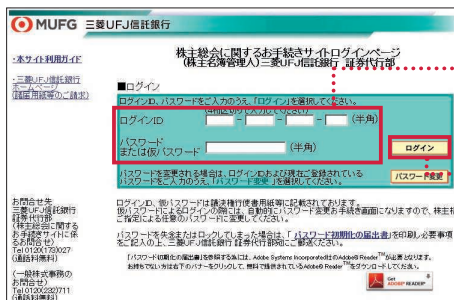 MUFG 三菱UFJ信託銀行
・本サイト利用ガイド
・三菱UFJ信託銀行
ホームページ
(諸届用紙等のご請求)
お問合せ先
三菱UFJ信託銀行
証券代行部
(株主総会に関する
お手続きサイトに係
るお問合せ)
Tel 0120(173)027
(通話料無料)
(一般株式事務の
お問合せ)
Tel 0120(232)711
(通話料無料)
株主総会に関するお手続きサイトログインページ
(株主名簿管理人)三菱UFJ信託銀行 証券代行部
■ログイン
ログインID、パスワードをご入力のうえ、「ログイン」を選択してください。
(4桁区切りで入力してください)
ログインID - - - (半角)
パスワード
または仮パスワード (半角)
ログイン
パスワードを変更される場合は、ログインIDおよび現在ご登録されている
パスワードをご入力のうえ、「パスワード変更」を選択してください。
パスワード変更
ログインID、仮パスワードは議決権行使書用紙等に記載されております。
仮パスワードによるログインの際には、自動的にパスワード変更お手続き画面になりますので、株主様
ご指定による任意のパスワードに変更してください。
パスワードを失念またはロックしてしまった場合は、「パスワード初期化の届出書」を印刷し必要事項
をご記入の上、三菱UFJ信託銀行 証券代行部宛にご郵送ください。
「パスワード初期化の届出書」を参照する為には、Adobe Systems Incorporated社のAdobe® Reader™が必要となります。
お持ちでない方は右下のバナーをクリックして、無料で提供されているAdobe® Reader™をダウンロードしてください。
Get ADOBE® READER®